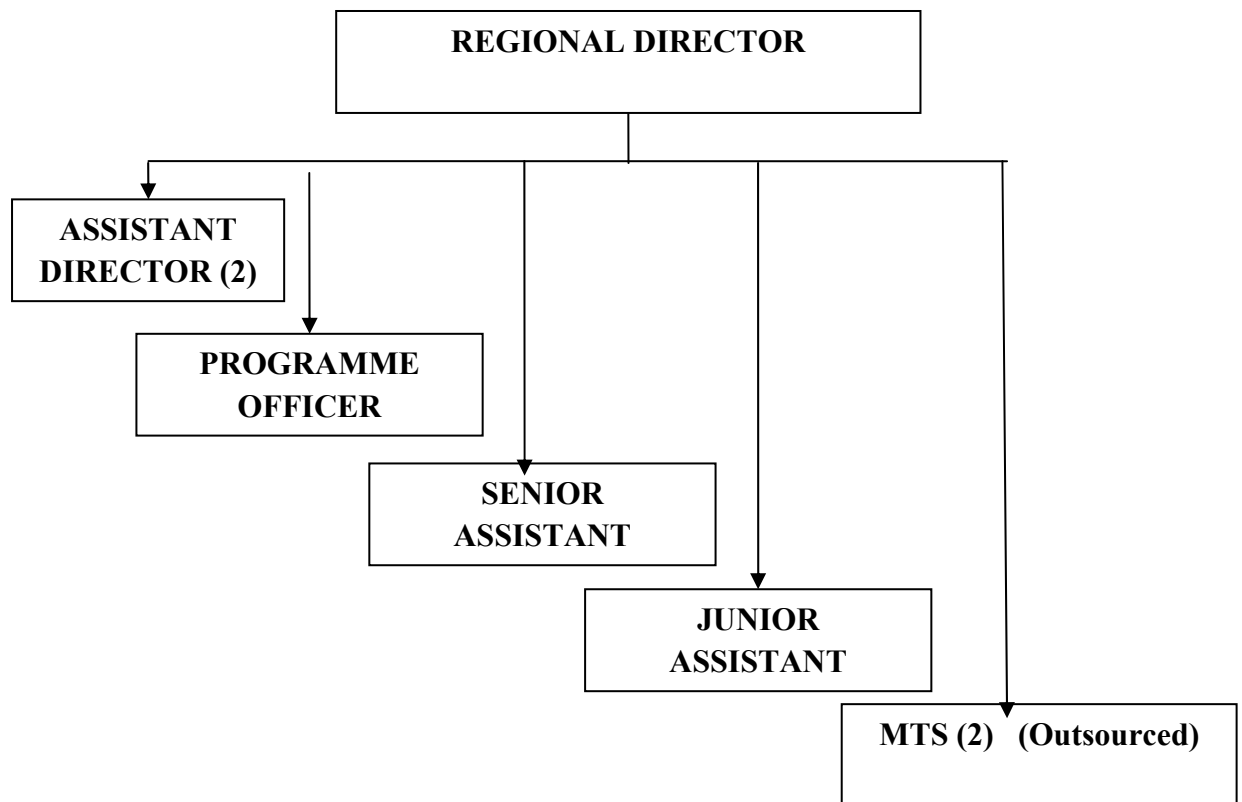 REGIONAL DIRECTOR
ASSISTANT
DIRECTOR (2)
PROGRAMME
OFFICER
SENIOR
ASSISTANT
JUNIOR
ASSISTANT
MTS (2) (Outsourced)